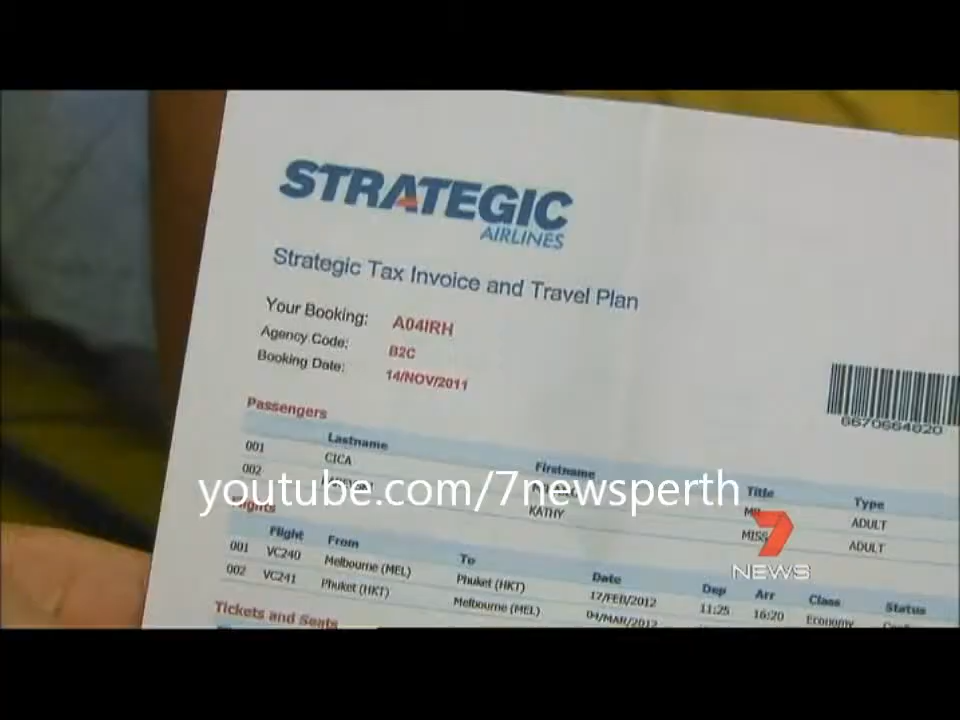 STRATEGIC
AIRLINES
Strategic Tax Invoice and Travel Plan
Your Booking: A04IRH
Agency Code: B2C
Booking Date: 14/NOV/2011
6670664820
Passengers
Lastname Firstname Title Type
001 CICA MR ADULT
002 KATHY MISS ADULT
youtube.com/7newsperth
7
NEWS
Flights
Flight From To Date Dep Arr Class Status
001 VC240 Melbourne (MEL) Phuket (HKT) 17/FEB/2012 11:25 16:20 Economy
002 VC241 Phuket (HKT) Melbourne (MEL) 04/MAR/2012
Tickets and Seats